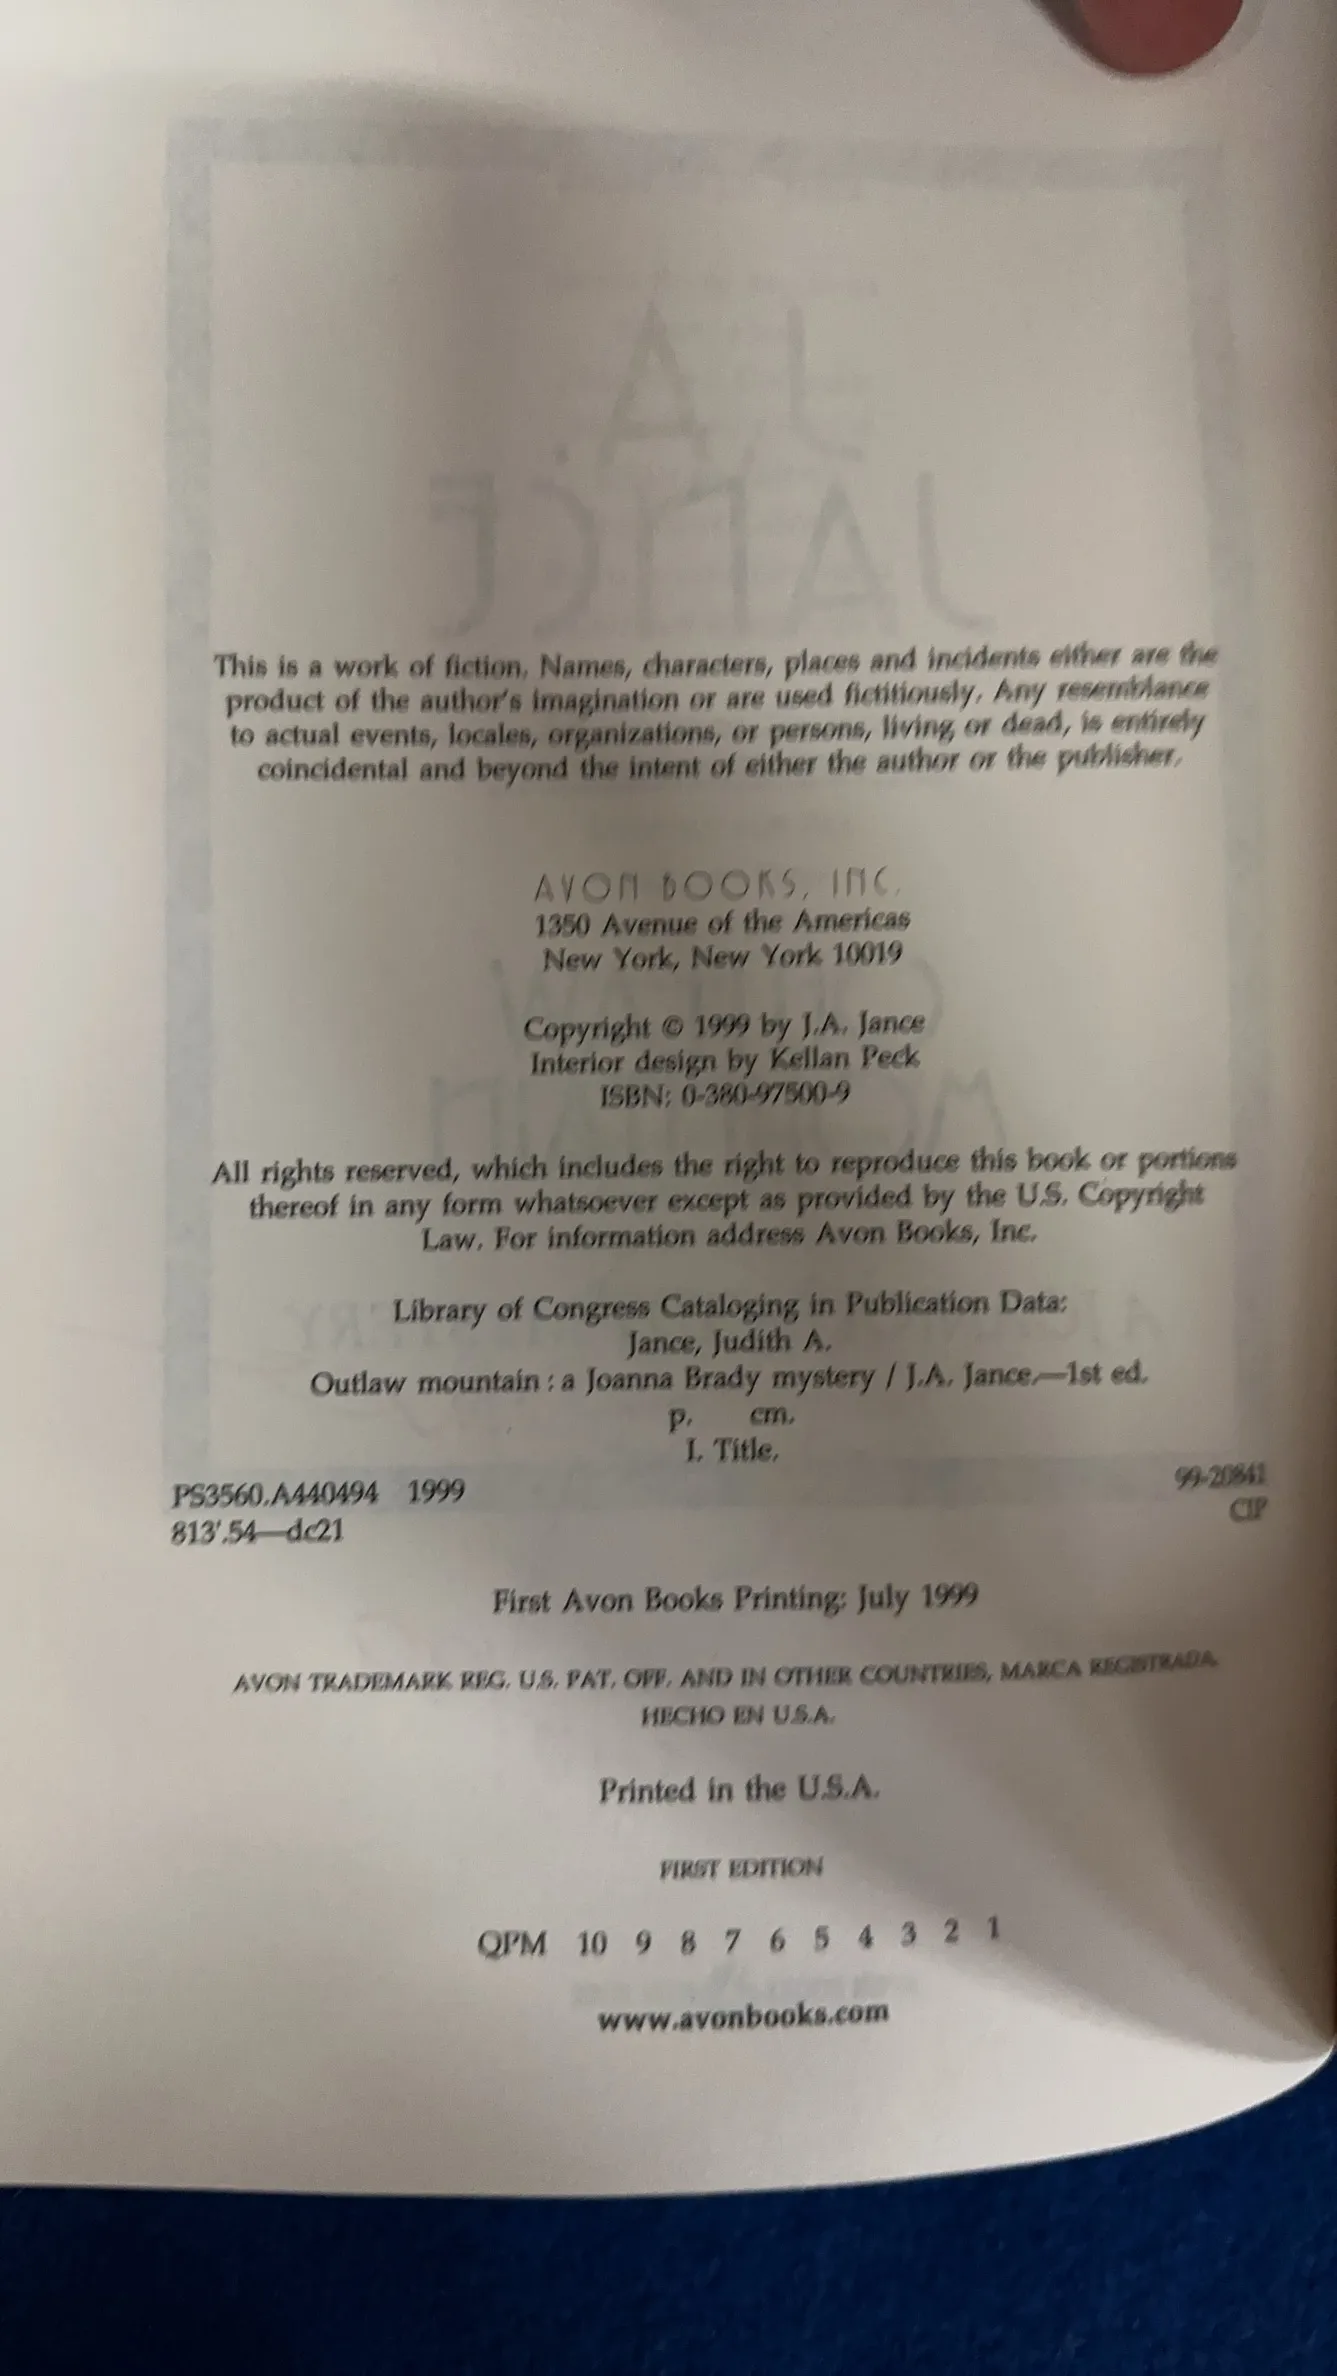 This is a work of fiction. Names, characters, places and incidents either are the
product of the author's imagination or are used fictitiously. Any resemblance
to actual events, locales, organizations, or persons, living or dead, is entirely
coincidental and beyond the intent of either the author or the publisher.
AVON BOOKS, INC.
1350 Avenue of the Americas
New York, New York 10019
Copyright © 1999 by J.A. Jance
Interior design by Kellan Peck
ISBN: 0-380-97500-9
All rights reserved, which includes the right to reproduce this book or portions
thereof in any form whatsoever except as provided by the U.S. Copyright
Law. For information address Avon Books, Inc.
Library of Congress Cataloging in Publication Data:
Jance, Judith A.
Outlaw mountain : a Joanna Brady mystery / J.A. Jance.—1st ed.
p. cm.
I. Title.
PS3560.A440494 1999 99-20841
813'.54—dc21 CIP
First Avon Books Printing: July 1999
AVON TRADEMARK REG. U.S. PAT. OFF. AND IN OTHER COUNTRIES, MARCA REGISTRADA,
HECHO EN U.S.A.
Printed in the U.S.A.
FIRST EDITION
QPM 10 9 8 7 6 5 4 3 2 1
www.avonbooks.com